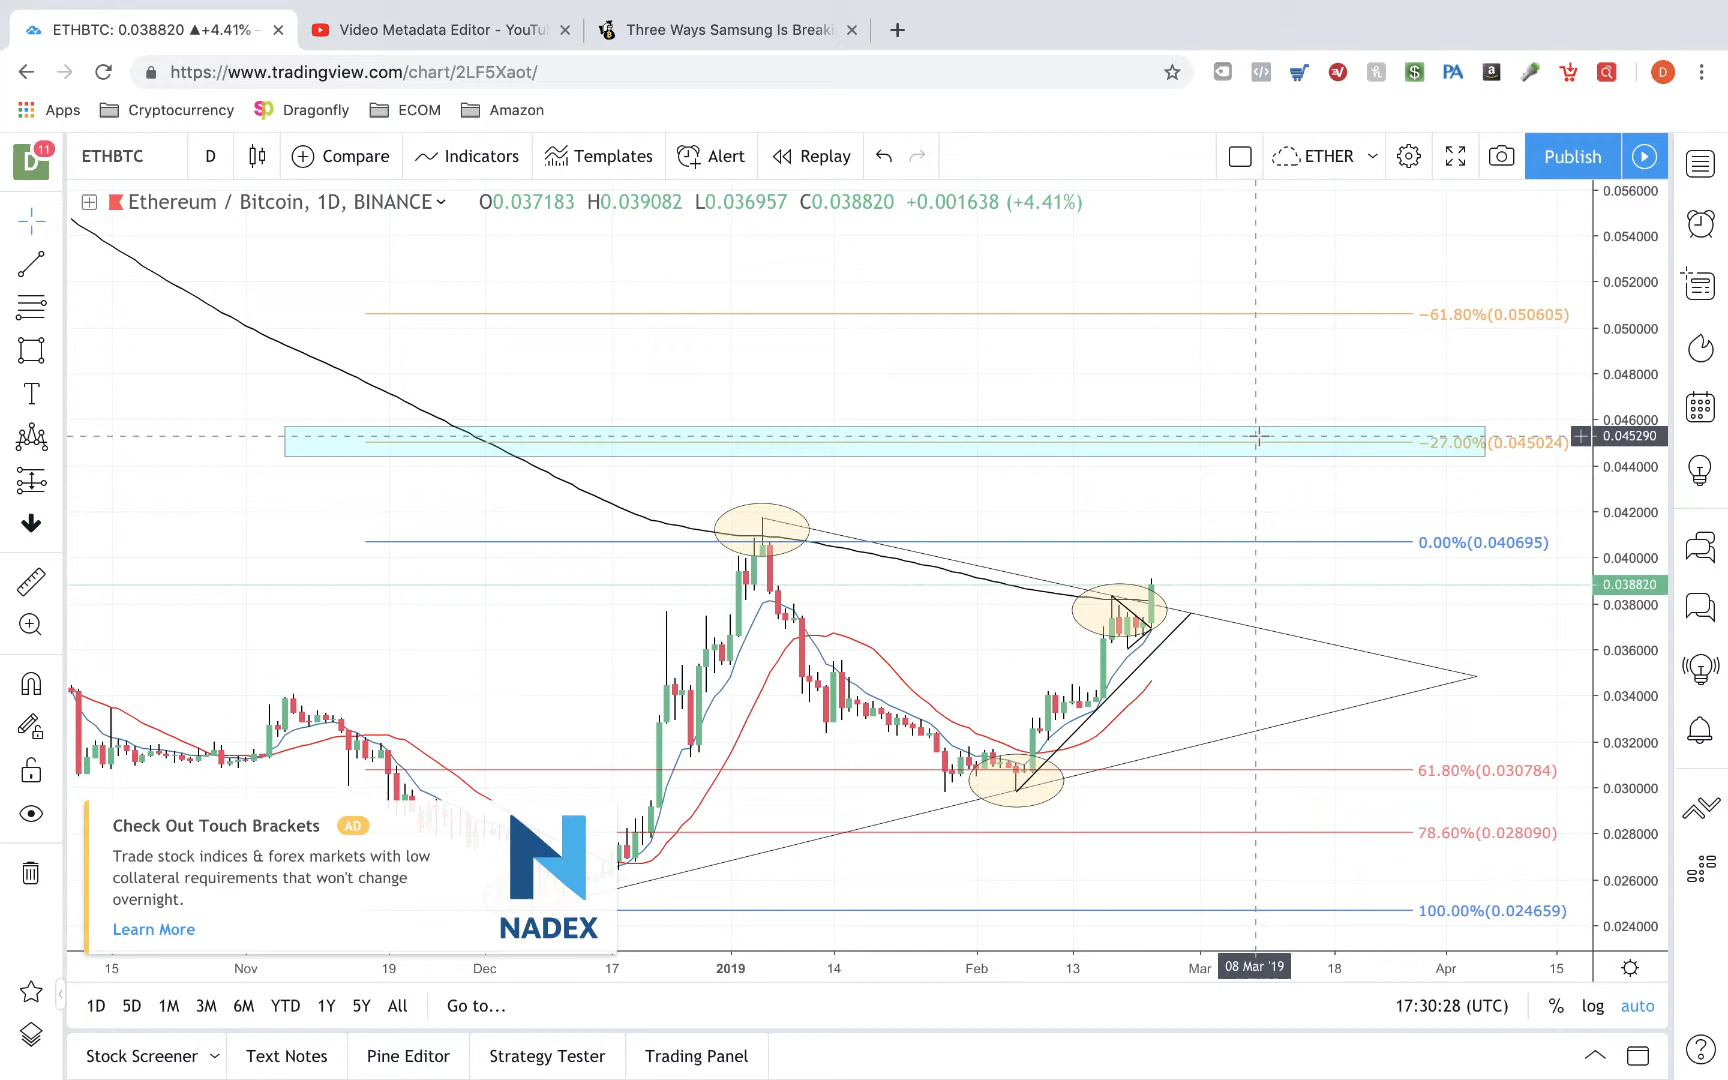 ETHBTC: 0.038820 ▲+4.41% –
Video Metadata Editor - YouTu
Three Ways Samsung Is Breaki
https://www.tradingview.com/chart/2LF5Xaot/
PA
a
D
Apps
Cryptocurrency
sp Dragonfly
ECOM
Amazon
D 11
ETHBTC
D
Compare
Indicators
Templates
Alert
Replay
ETHER
Publish
Ethereum / Bitcoin, 1D, BINANCE
O0.037183 H0.039082 L0.036957 C0.038820 +0.001638 (+4.41%)
0.056000
0.054000
0.052000
−61.80%(0.050605)
0.050000
0.048000
0.046000
0.045290
−27.00%(0.045024)
0.044000
0.042000
0.00%(0.040695)
0.040000
0.038820
0.038000
0.036000
0.034000
0.032000
61.80%(0.030784)
0.030000
78.60%(0.028090)
0.028000
0.026000
100.00%(0.024659)
0.024000
Check Out Touch Brackets AD
Trade stock indices & forex markets with low
collateral requirements that won't change
overnight.
Learn More
N
NADEX
15 Nov 19 Dec 17 2019 14 Feb 13 Mar 08 Mar '19 18 Apr 15
1D 5D 1M 3M 6M YTD 1Y 5Y All Go to...
17:30:28 (UTC) % log auto
Stock Screener
Text Notes
Pine Editor
Strategy Tester
Trading Panel